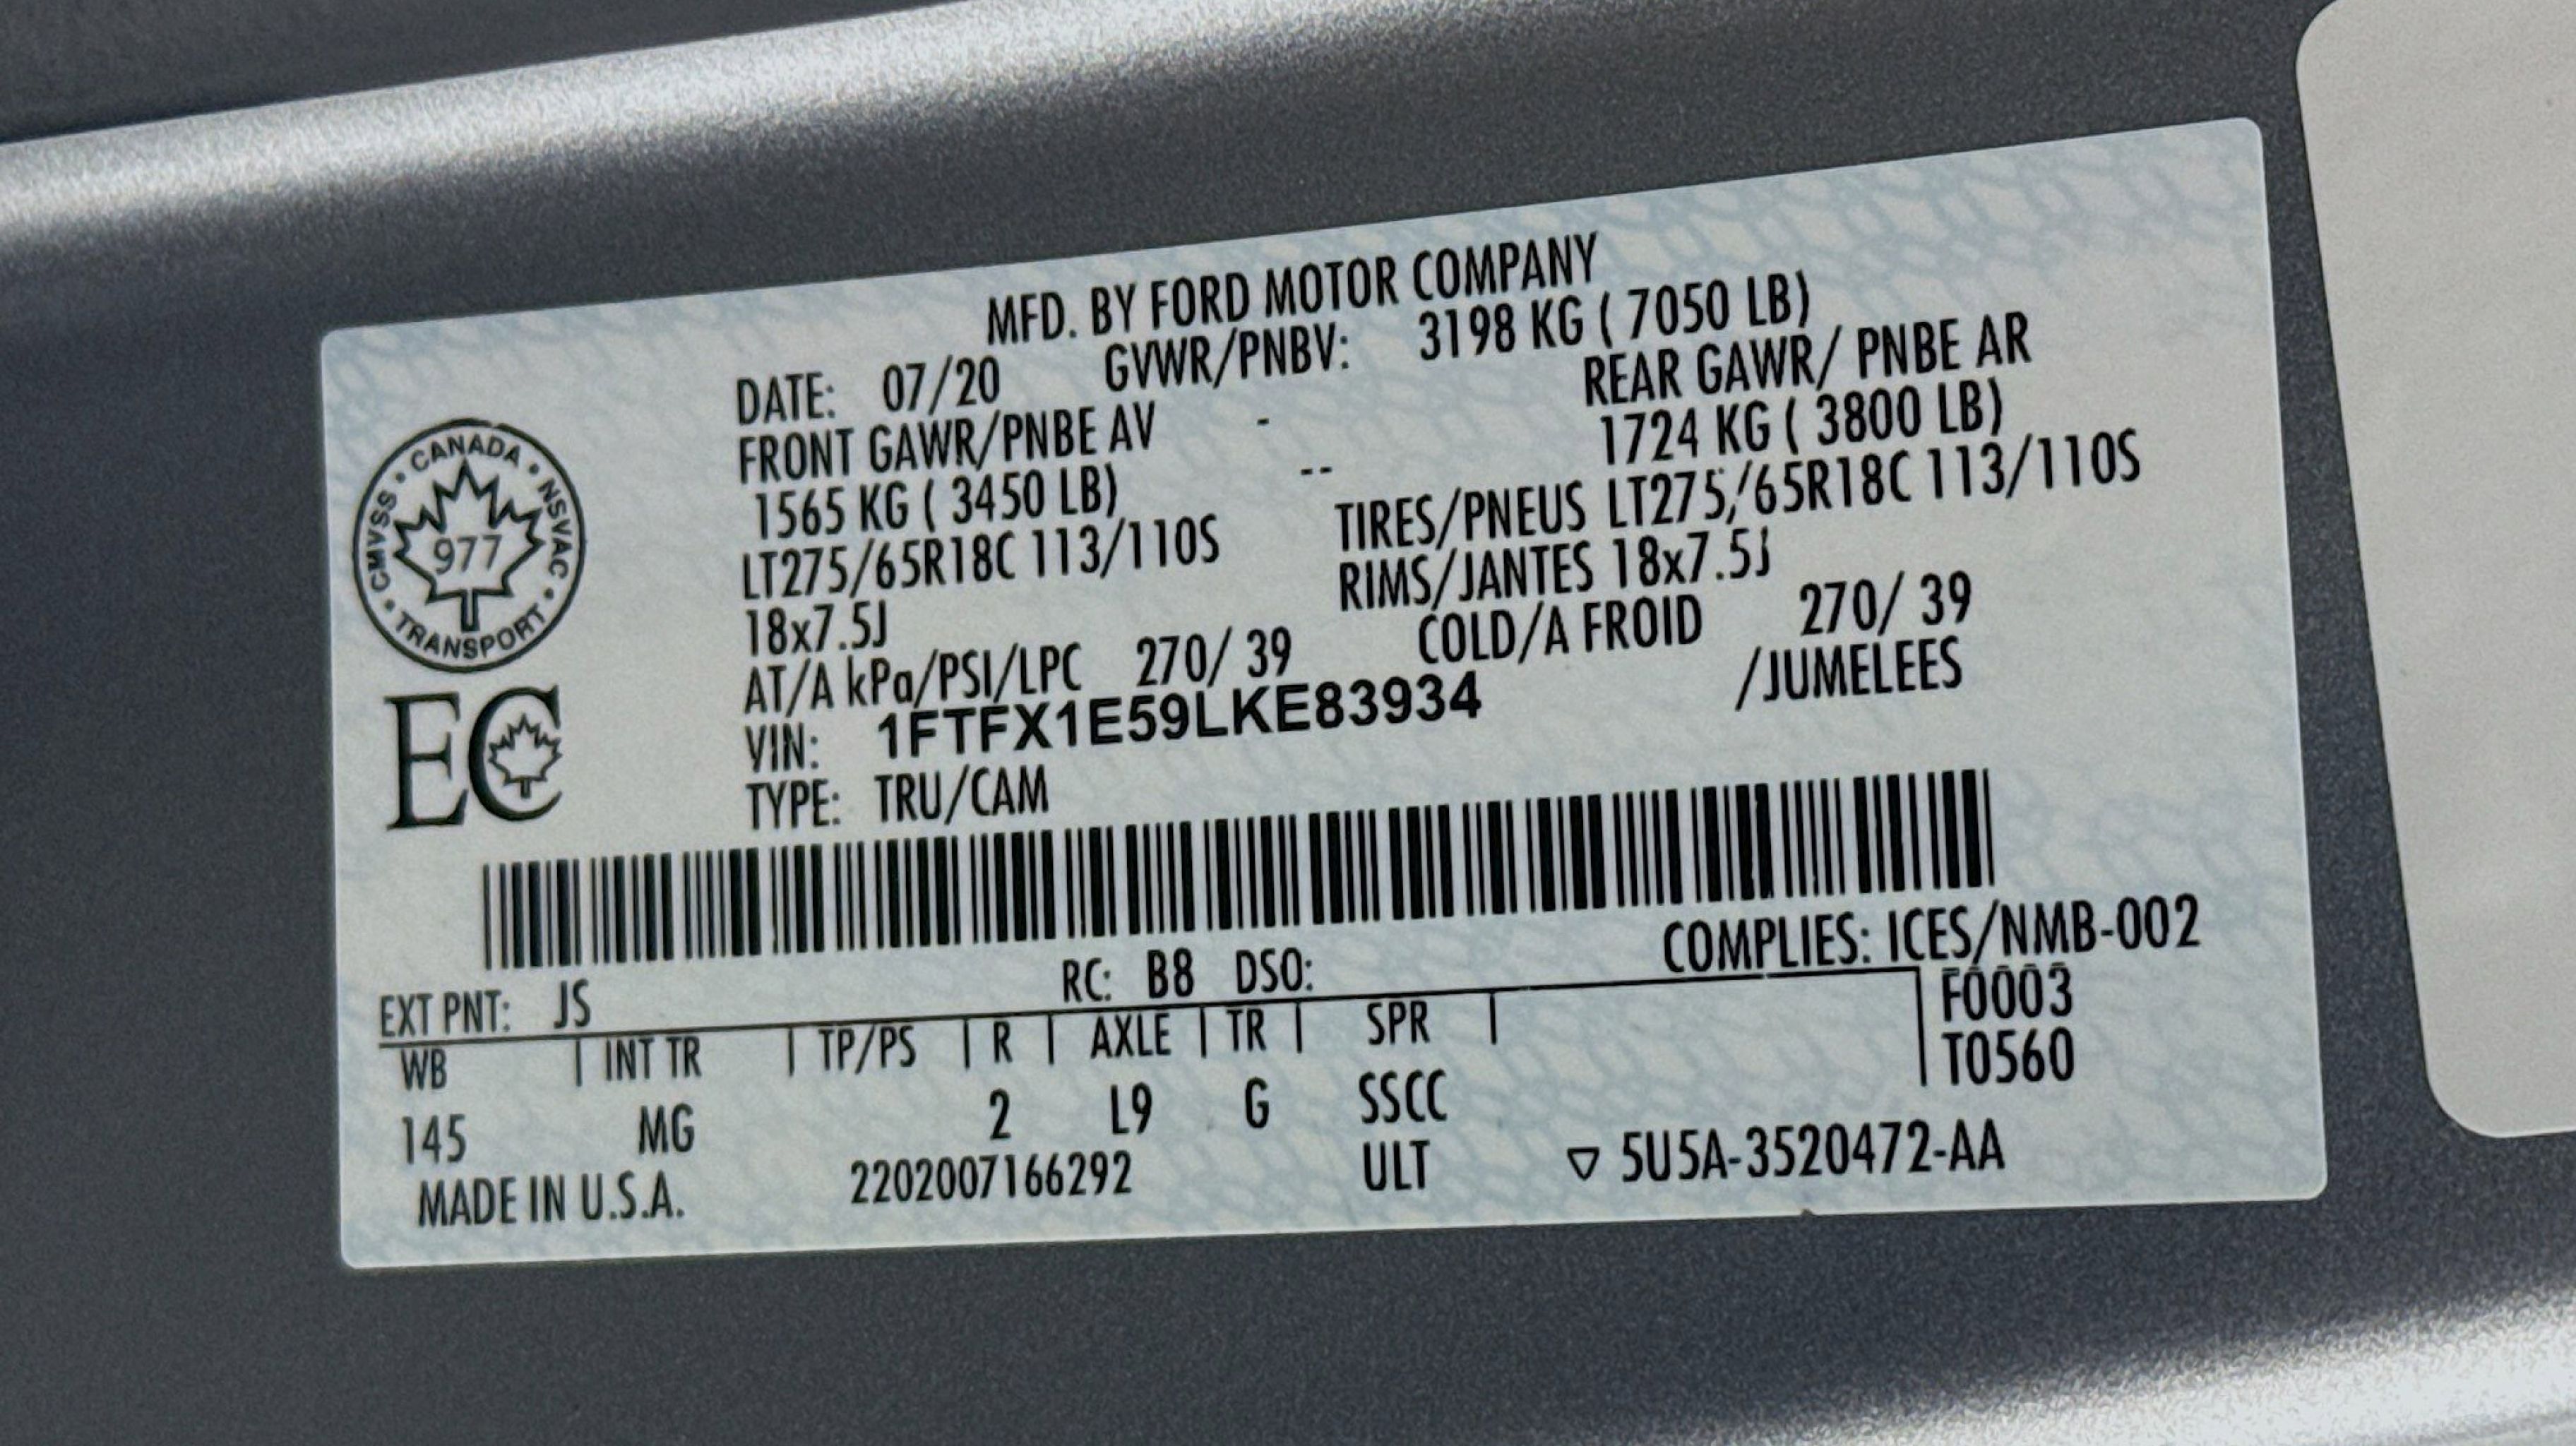 MFD. BY FORD MOTOR COMPANY
DATE: 07/20 GVWR/PNBV: 3198 KG ( 7050 LB)
FRONT GAWR/PNBE AV - REAR GAWR/ PNBE AR
1565 KG ( 3450 LB) -- 1724 KG ( 3800 LB)
LT275/65R18C 113/110S TIRES/PNEUS LT275/65R18C 113/110S
18x7.5J RIMS/JANTES 18x7.5J
AT/A kPa/PSI/LPC 270/ 39 COLD/A FROID 270/ 39
VIN: 1FTFX1E59LKE83934 /JUMELEES
TYPE: TRU/CAM
CANADA • NSVAC • TRANSPORT • CMVSS •
977
EC
COMPLIES: ICES/NMB-002
EXT PNT: JS RC: B8 DSO:
F0003
WB | INT TR | TP/PS | R | AXLE | TR | SPR |
T0560
145 MG 2 L9 G SSCC
MADE IN U.S.A. 2202007166292 ULT ▽ 5U5A-3520472-AA